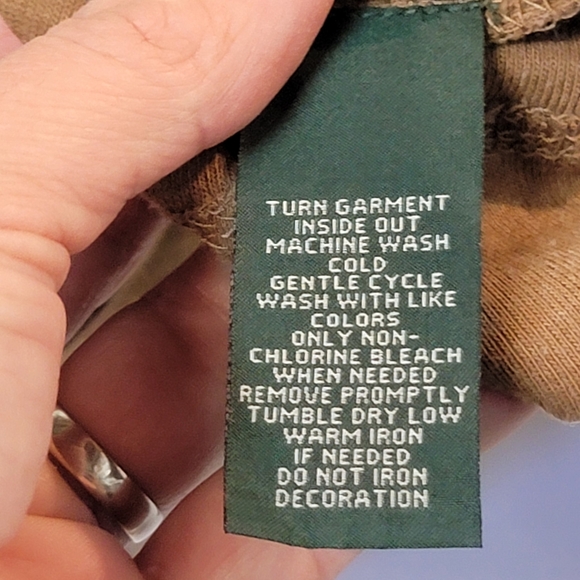 TURN GARMENT
INSIDE OUT
MACHINE WASH
COLD
GENTLE CYCLE
WASH WITH LIKE
COLORS
ONLY NON-
CHLORINE BLEACH
WHEN NEEDED
REMOVE PROMPTLY
TUMBLE DRY LOW
WARM IRON
IF NEEDED
DO NOT IRON
DECORATION